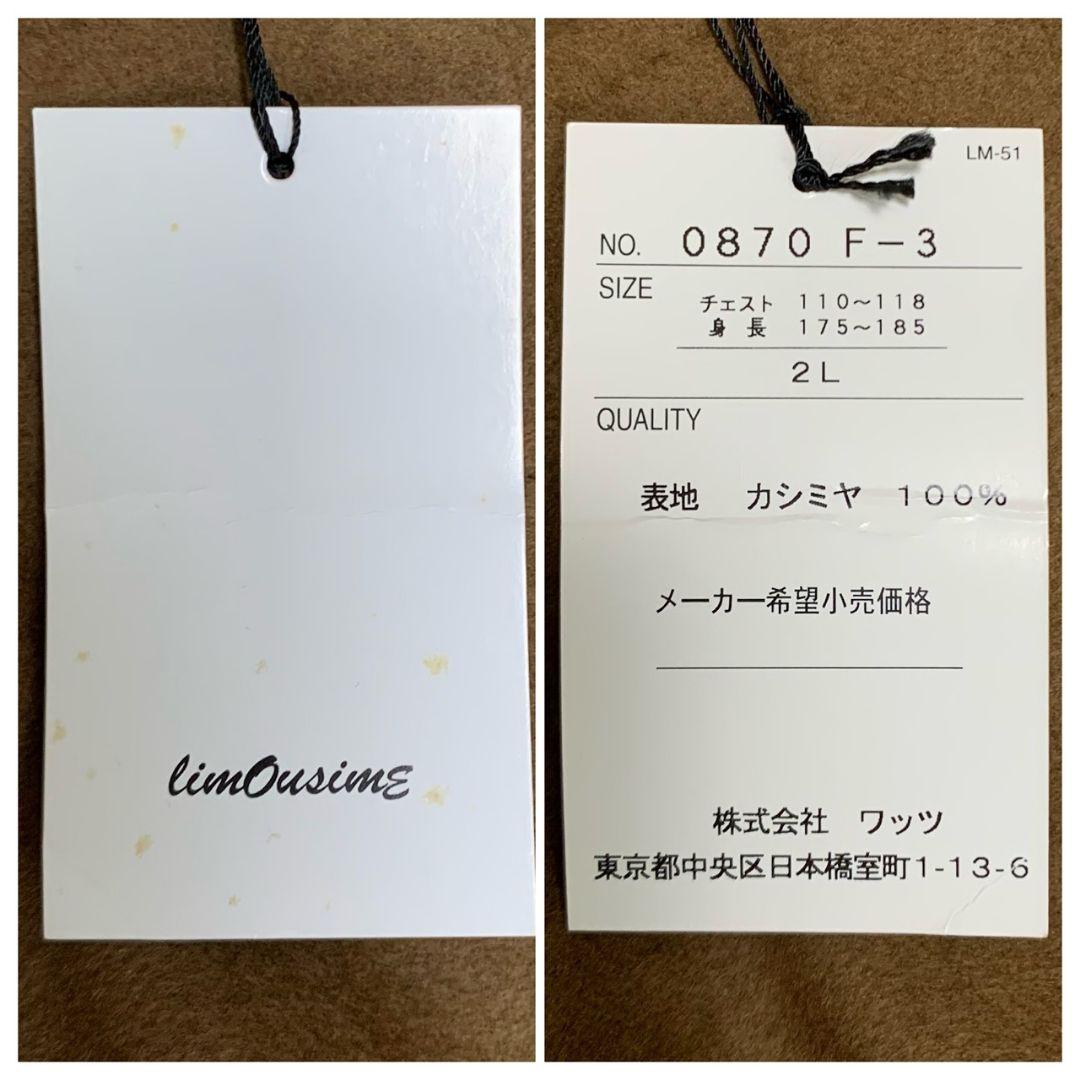 limOusimE
LM-51
NO. 0870 F-3
SIZE
チェスト 110~118
身長 175~185
2L
QUALITY
表地 カシミヤ 100%
メーカー希望小売価格
株式会社 ワッツ
東京都中央区日本橋室町1-13-6